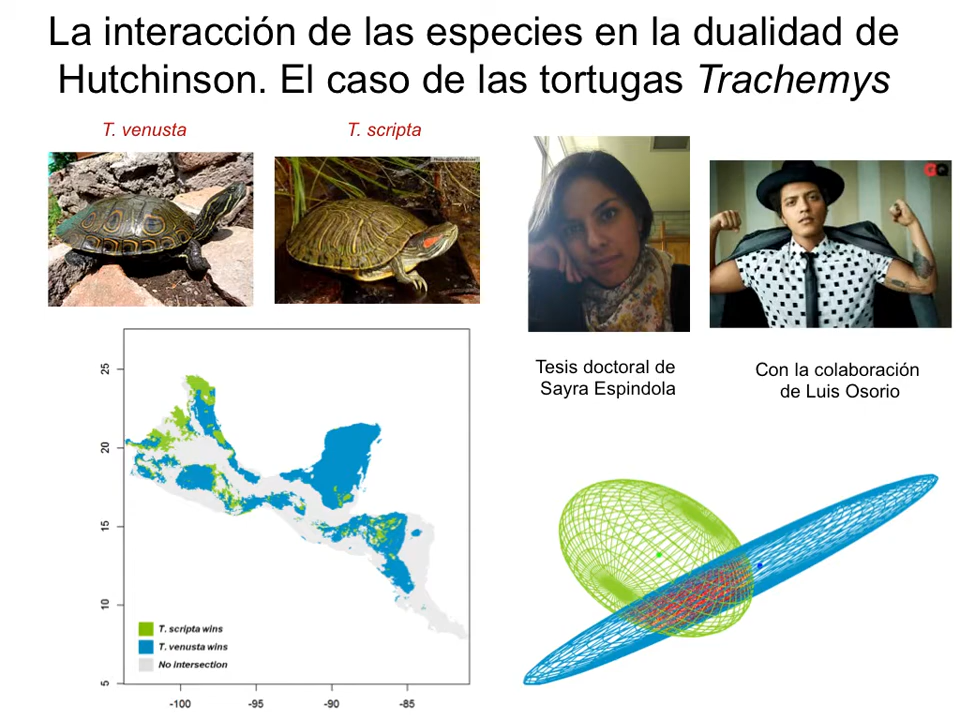 La interacción de las especies en la dualidad de
Hutchinson. El caso de las tortugas Trachemys
T. venusta
T. scripta
GQ
Tesis doctoral de
Sayra Espindola
Con la colaboración
de Luis Osorio
25
20
15
10
5
T. scripta wins
T. venusta wins
No intersection
-100
-95
-90
-85